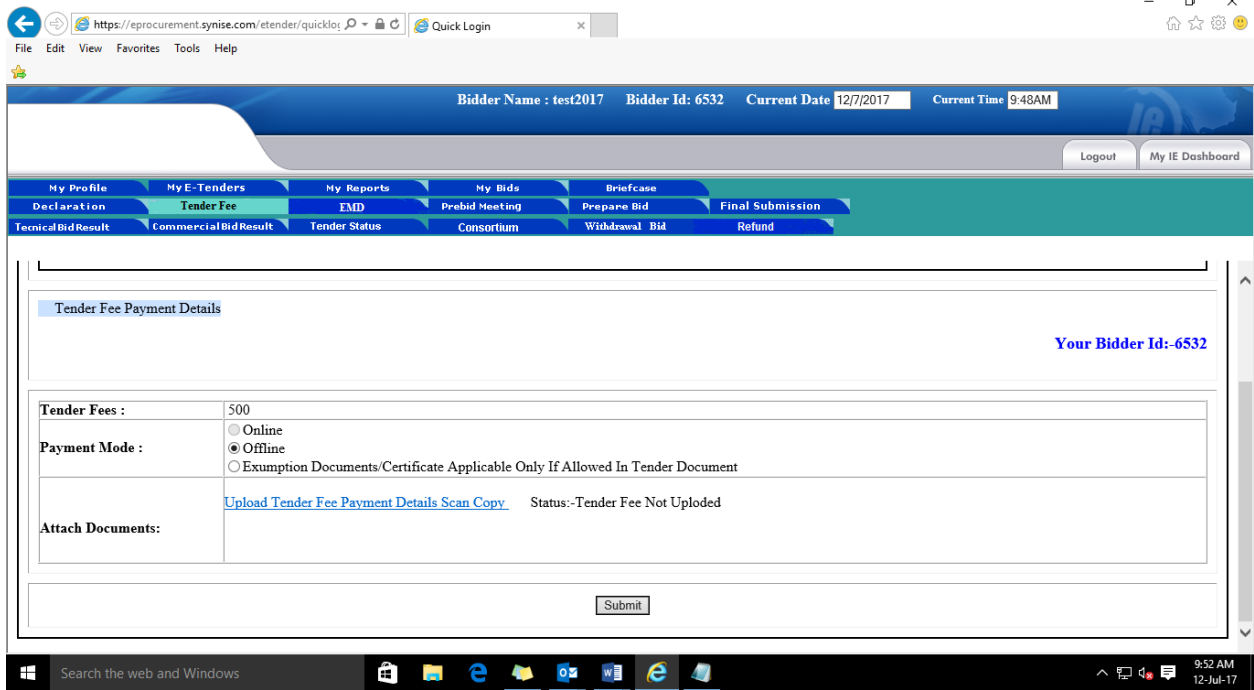 https://eprocurement.synise.com/etender/quicklog
Quick Login
File Edit View Favorites Tools Help
Bidder Name : test2017 Bidder Id: 6532 Current Date 12/7/2017 Current Time 9:48AM
Logout My IE Dashboard
My Profile My E-Tenders My Reports My Bids Briefcase
Declaration Tender Fee EMD Prebid Meeting Prepare Bid Final Submission
Tecnical Bid Result Commercial Bid Result Tender Status Consortium Withdrawal Bid Refund
Tender Fee Payment Details
Your Bidder Id:-6532
Tender Fees : 500
Payment Mode :
Online
Offline
Exumption Documents/Certificate Applicable Only If Allowed In Tender Document
Attach Documents:
Upload Tender Fee Payment Details Scan Copy Status:-Tender Fee Not Uploded
Submit
Search the web and Windows
9:52 AM
12-Jul-17